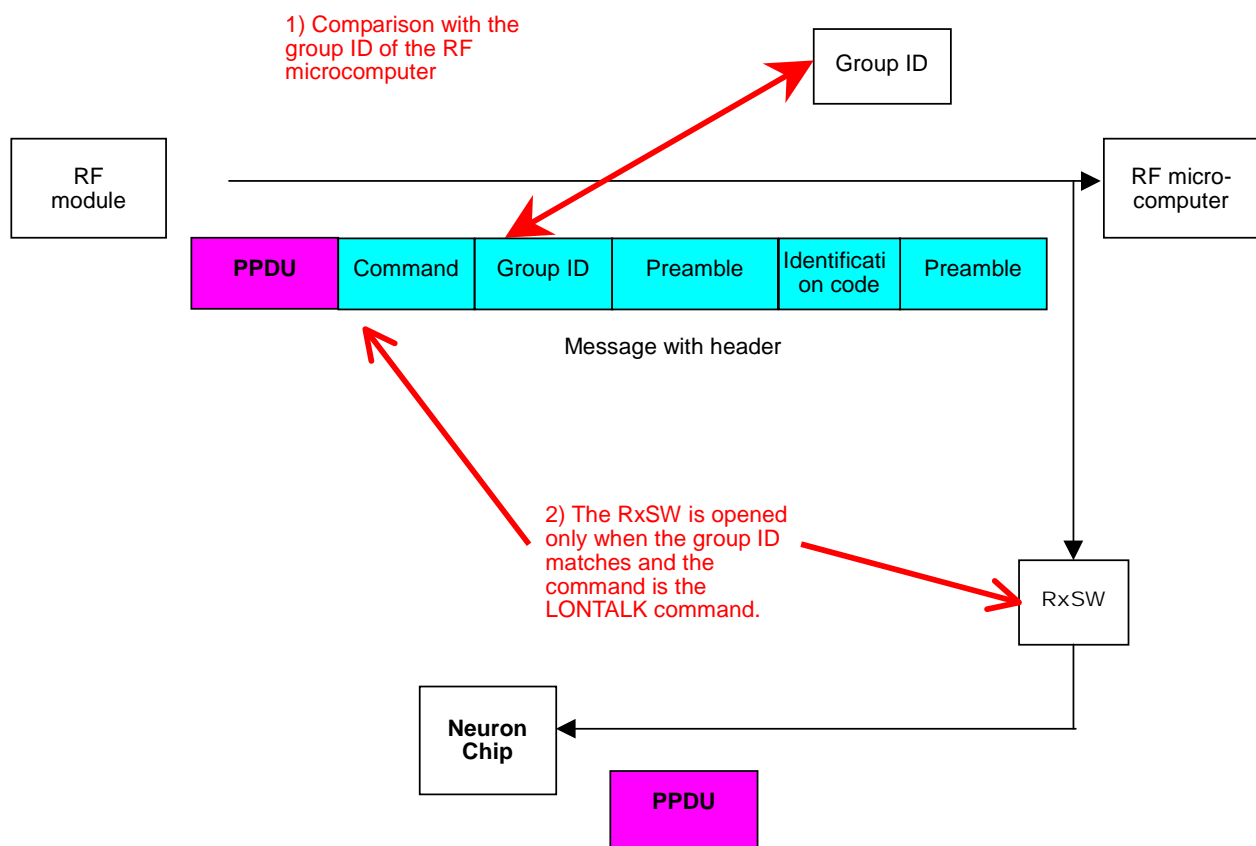 1) Comparison with the
group ID of the RF
microcomputer
Group ID
RF
module
RF micro-
computer
PPDU
Command
Group ID
Preamble
Identificati
on code
Preamble
Message with header
2) The RxSW is opened
only when the group ID
matches and the
command is the
LONTALK command.
RxSW
Neuron
Chip
PPDU